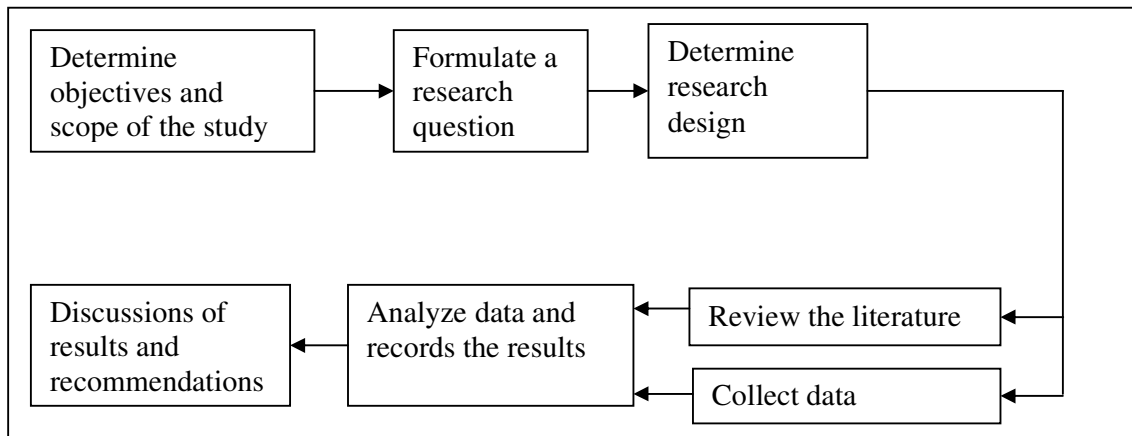 Determine
objectives and
scope of the study
Formulate a
research
question
Determine
research
design
Review the literature
Collect data
Analyze data and
records the results
Discussions of
results and
recommendations